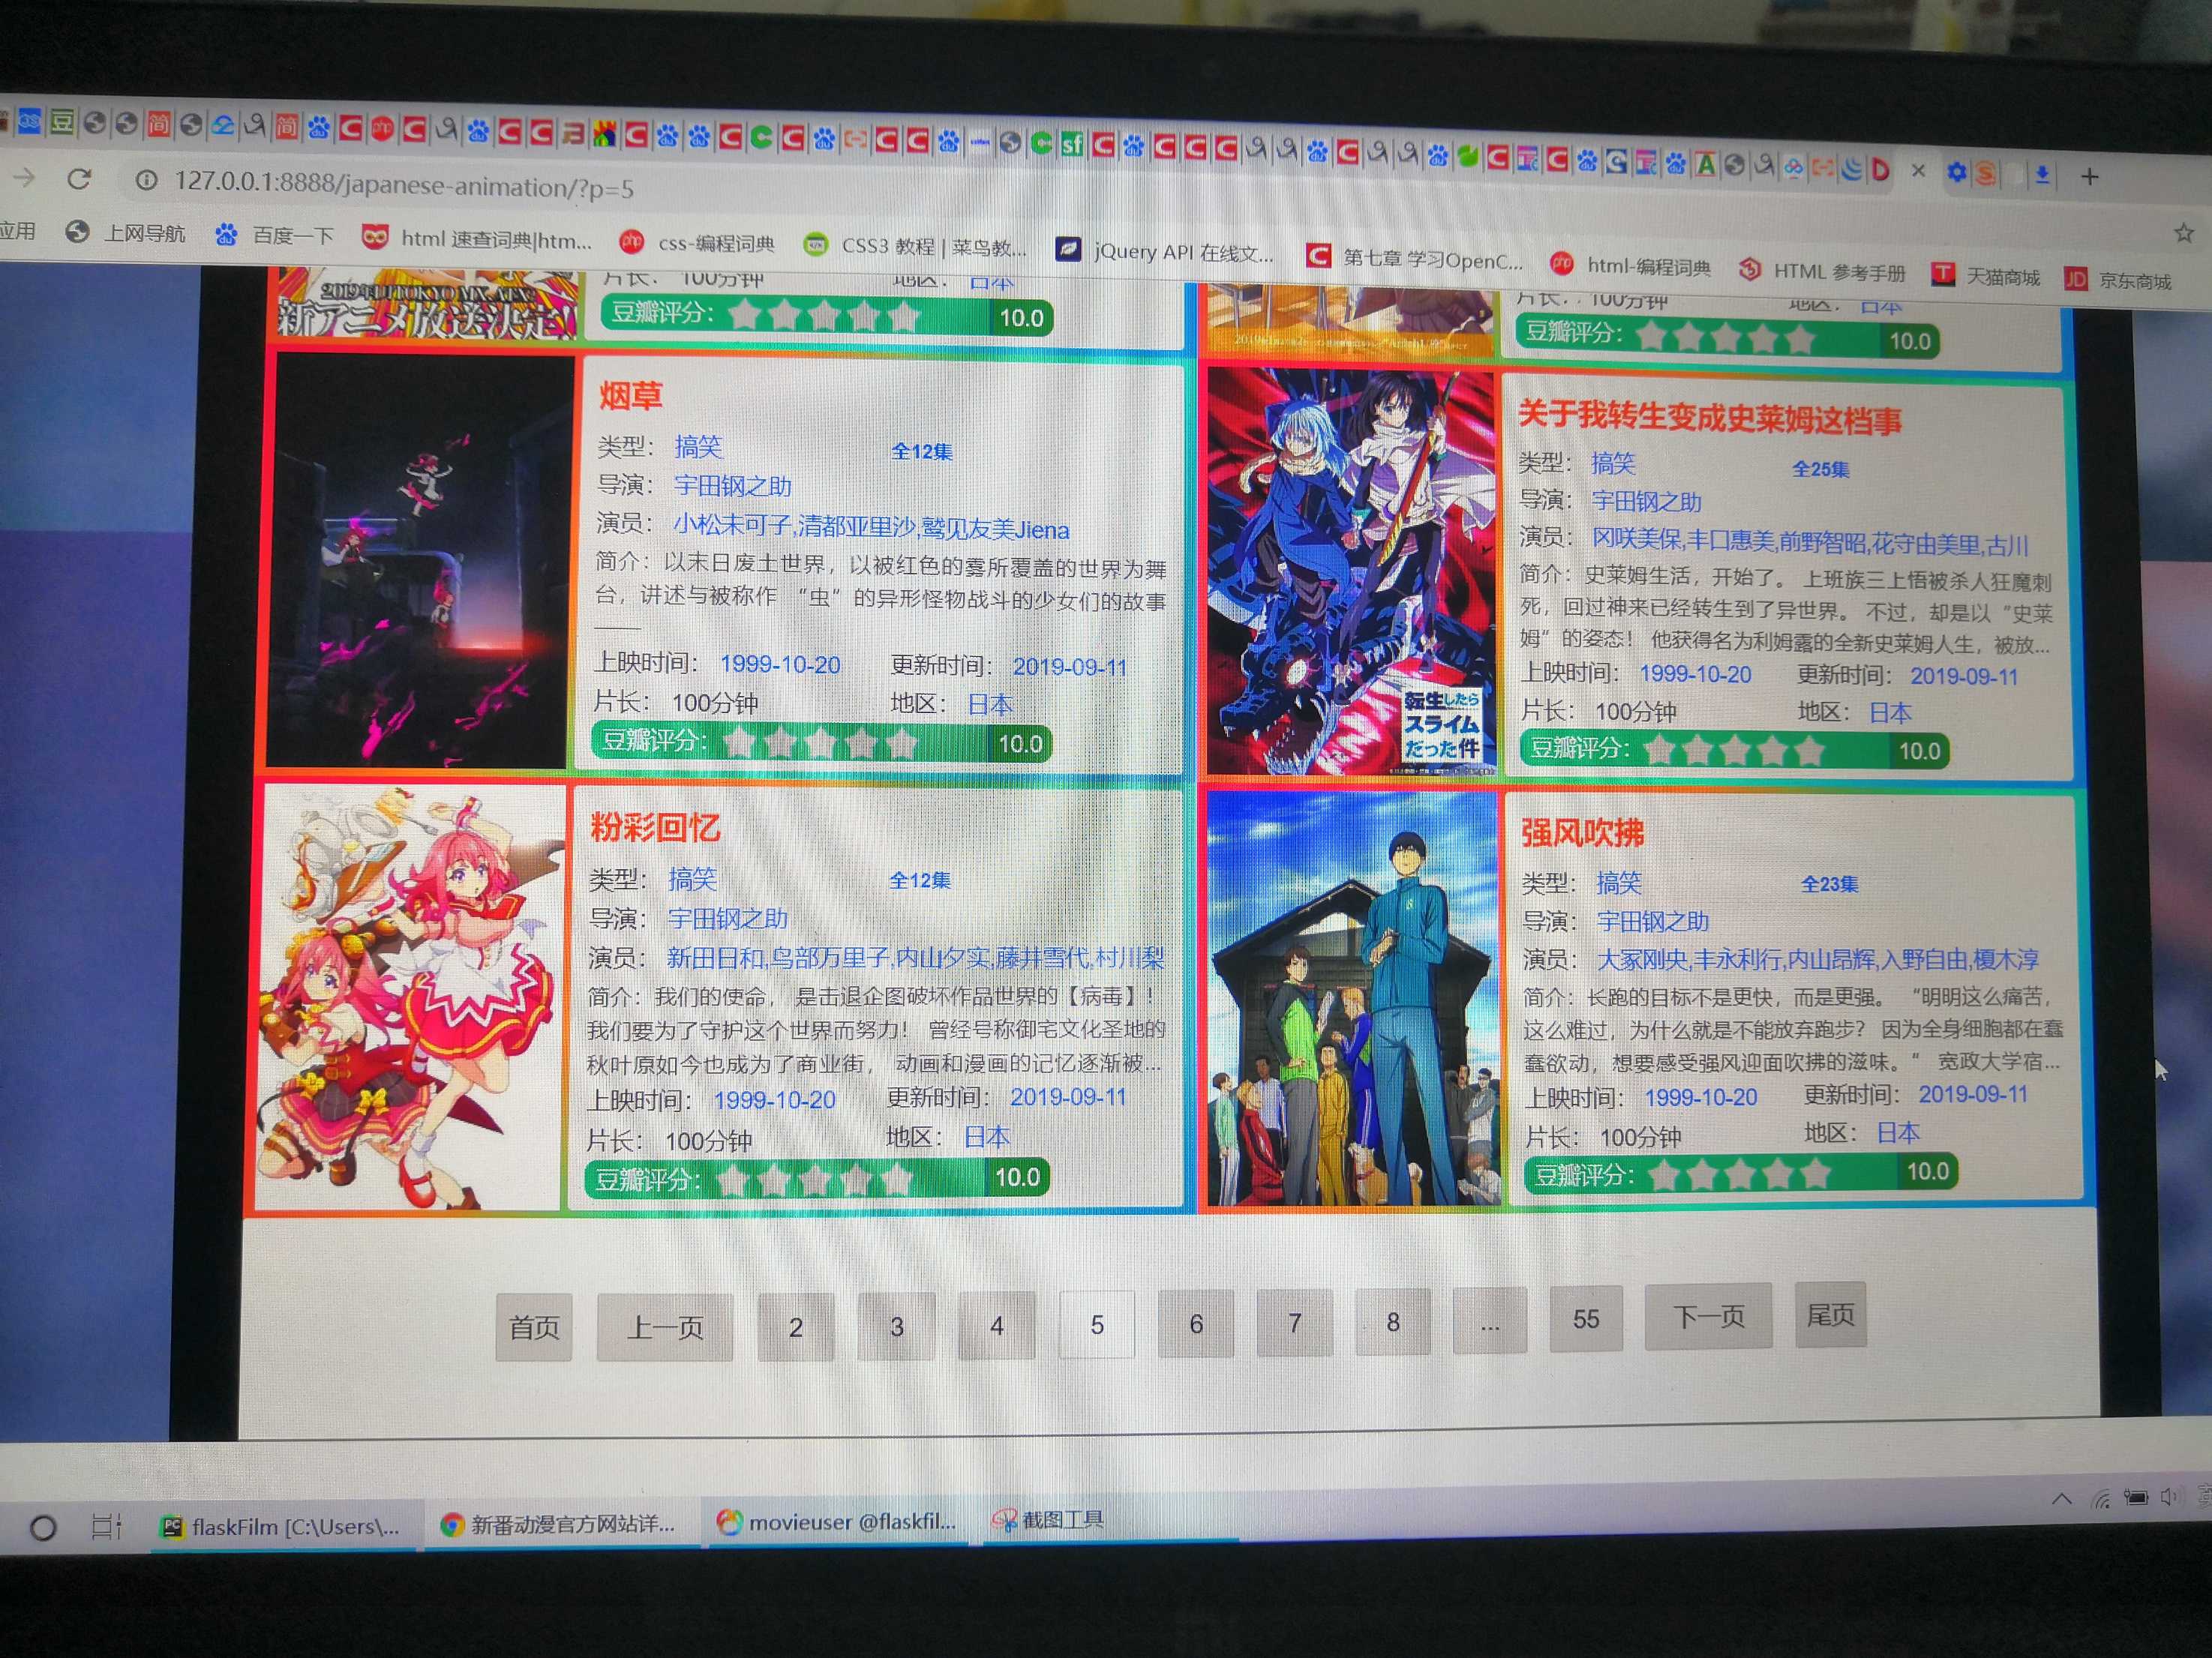 127.0.0.1:8888/japanese-animation/?p=5
应用 上网导航 百度一下 html 速查词典|htm... css-编程词典 CSS3 教程 | 菜鸟教... jQuery API 在线文... 第七章 学习OpenC... html-编程词典 HTML 参考手册 天猫商城 京东商城
新アニメ放送決定!
片长: 100分钟 地区: 日本
豆瓣评分: 10.0
片长: 100分钟 地区: 日本
豆瓣评分: 10.0
烟草
类型: 搞笑 全12集
导演: 宇田钢之助
演员: 小松未可子,清都亚里沙,鹫见友美Jiena
简介：以末日废土世界，以被红色的雾所覆盖的世界为舞
台，讲述与被称作 “虫”的异形怪物战斗的少女们的故事
——
上映时间: 1999-10-20 更新时间: 2019-09-11
片长: 100分钟 地区: 日本
豆瓣评分: 10.0
転生したら
スライム
だった件
关于我转生变成史莱姆这档事
类型: 搞笑 全25集
导演: 宇田钢之助
演员: 冈咲美保,丰口惠美,前野智昭,花守由美里,古川
简介：史莱姆生活，开始了。 上班族三上悟被杀人狂魔刺
死，回过神来已经转生到了异世界。 不过，却是以“史莱
姆”的姿态！ 他获得名为利姆露的全新史莱姆人生，被放...
上映时间: 1999-10-20 更新时间: 2019-09-11
片长: 100分钟 地区: 日本
豆瓣评分: 10.0
粉彩回忆
类型: 搞笑 全12集
导演: 宇田钢之助
演员: 新田日和,鸟部万里子,内山夕实,藤井雪代,村川梨
简介：我们的使命， 是击退企图破坏作品世界的【病毒】！
我们要为了守护这个世界而努力！ 曾经号称御宅文化圣地的
秋叶原如今也成为了商业街， 动画和漫画的记忆逐渐被...
上映时间: 1999-10-20 更新时间: 2019-09-11
片长: 100分钟 地区: 日本
豆瓣评分: 10.0
强风吹拂
类型: 搞笑 全23集
导演: 宇田钢之助
演员: 大冢刚央,丰永利行,内山昂辉,入野自由,榎木淳
简介：长跑的目标不是更快，而是更强。 “明明这么痛苦，
这么难过，为什么就是不能放弃跑步？ 因为全身细胞都在蠢
蠢欲动，想要感受强风迎面吹拂的滋味。” 宽政大学宿...
上映时间: 1999-10-20 更新时间: 2019-09-11
片长: 100分钟 地区: 日本
豆瓣评分: 10.0
首页 上一页 2 3 4 5 6 7 8 ... 55 下一页 尾页
flaskFilm [C:\Users\... 新番动漫官方网站详... movieuser @flaskfil... 截图工具